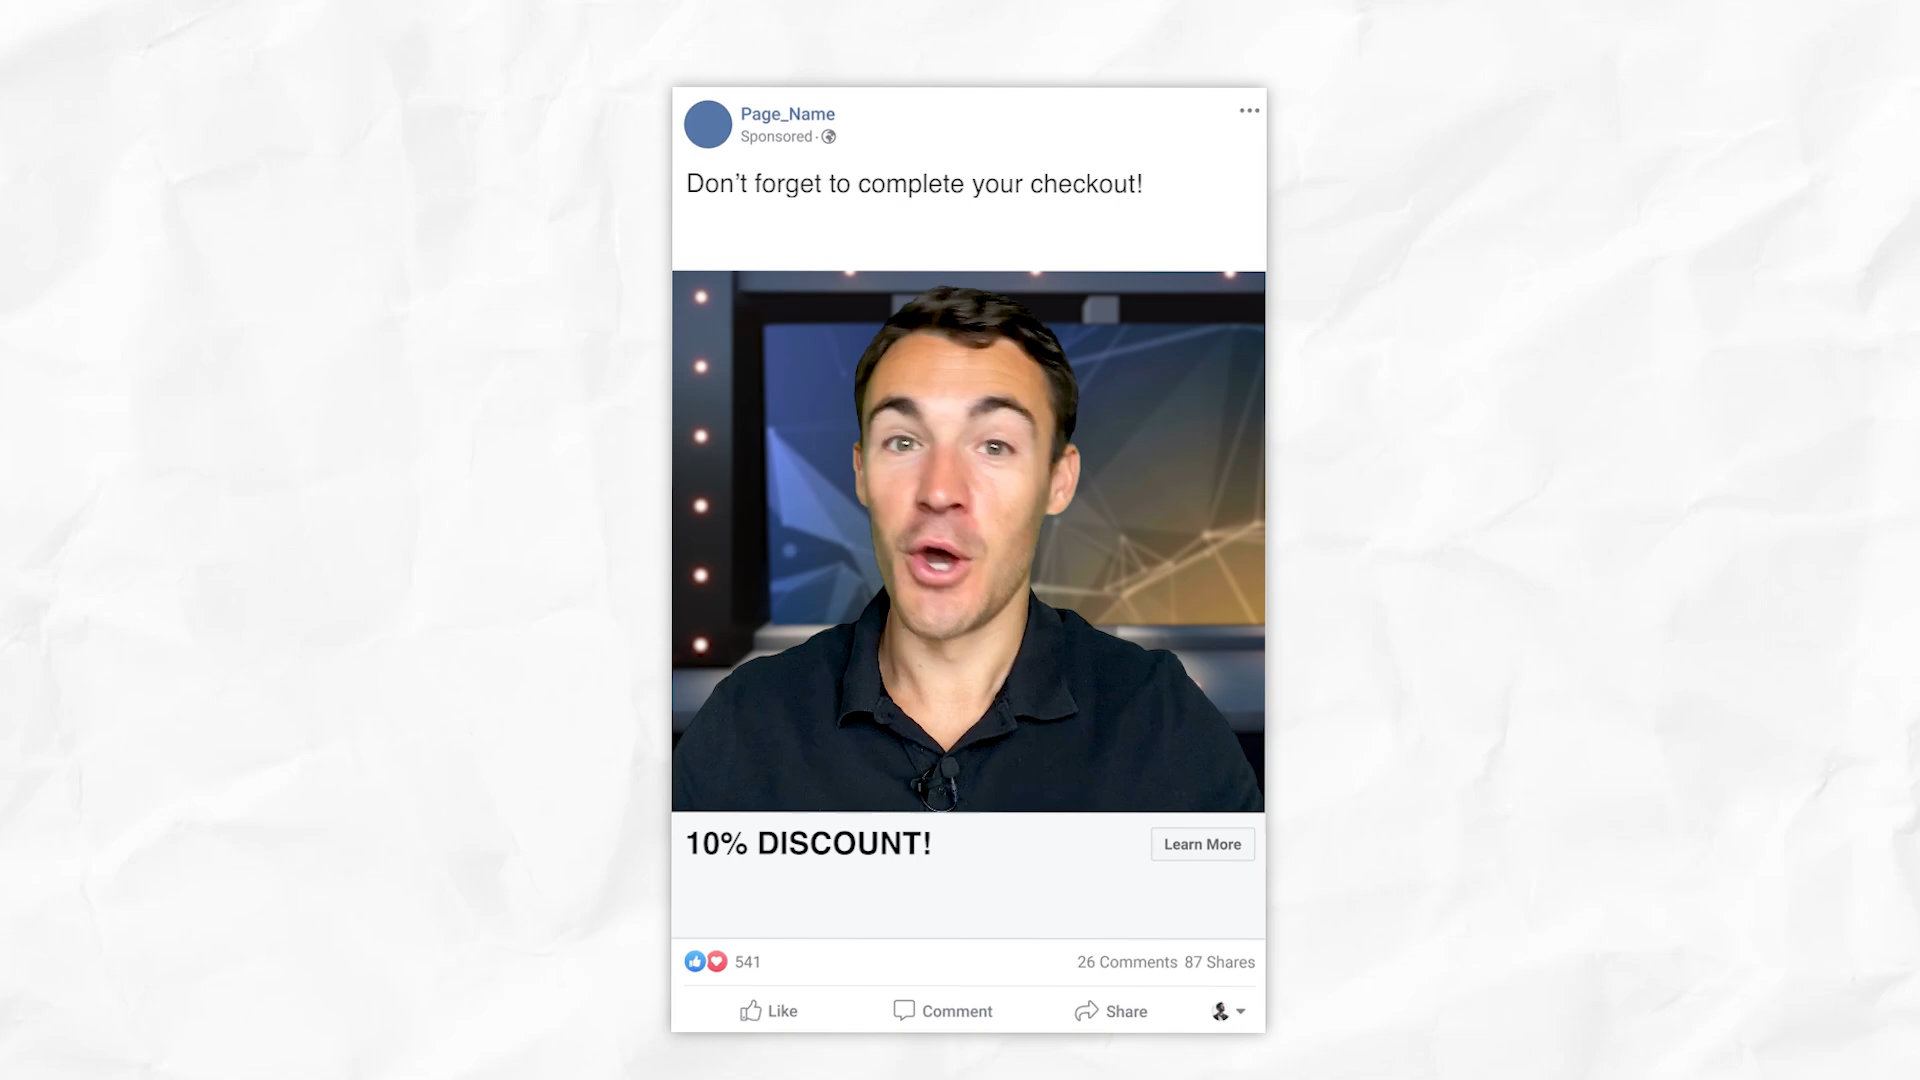 Page_Name
Sponsored ·
Don't forget to complete your checkout!
10% DISCOUNT!
Learn More
541
26 Comments 87 Shares
Like
Comment
Share